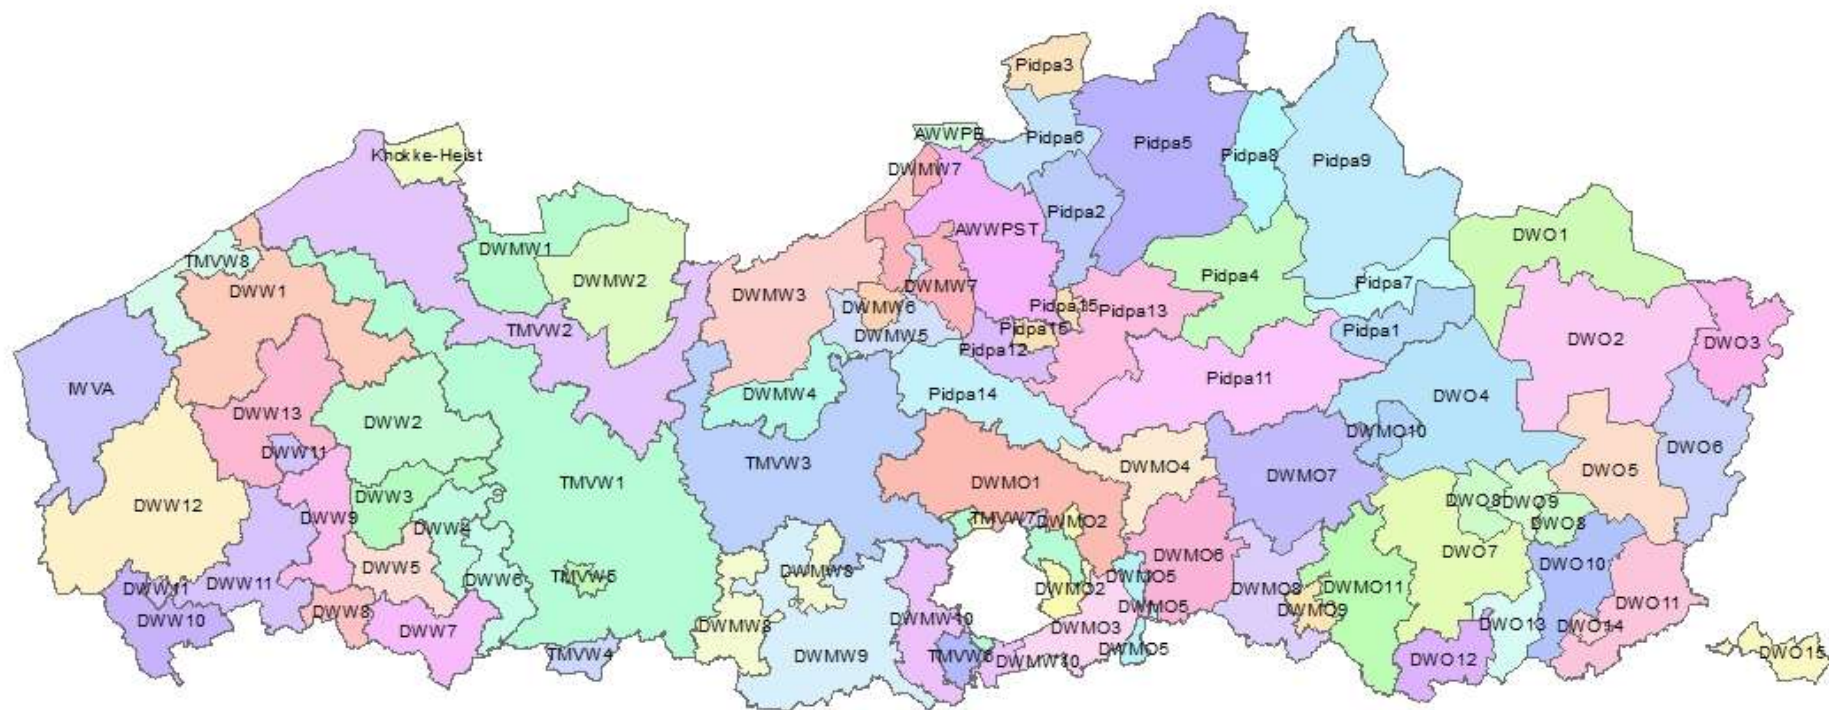 Pidpa3
AWWPB
Pidpa6
Pidpa5
Pidpa8
Pidpa9
Knokke-Heist
DWMW7
Pidpa2
AWWPST
DWMW1
DWO1
TMVW8
DWW1
DWMW2
DWMW3
DWMW7
Pidpa4
Pidpa7
DWMW6
Pidpa15
Pidpa13
TMVW2
DWMW5
Pidpa16
Pidpa1
DWO2
DWO3
Pidpa12
IWVA
Pidpa11
DWMW4
Pidpa14
DWO4
DWW13
DWW2
DWMO10
DWW11
TMVW3
DWMO4
DWMO7
DWO5
DWO6
DWW12
DWW3
TMVW1
DWMO1
DWO8
DWO9
DWW9
DWW4
TMVW7
DWMO2
DWO8
DWW5
DWW6
TMVW5
DWMW8
DWMO6
DWO7
DWO10
DWW11
DWW11
DWMO5
DWMO2
DWMO8
DWMO11
DWW10
DWW8
DWW7
DWMW8
DWMW10
DWMO3
DWMO5
DWMO9
DWO11
DWO13
DWO14
TMVW4
DWMW9
TMVW6
DWMW10
DWMO5
DWO12
DWO15